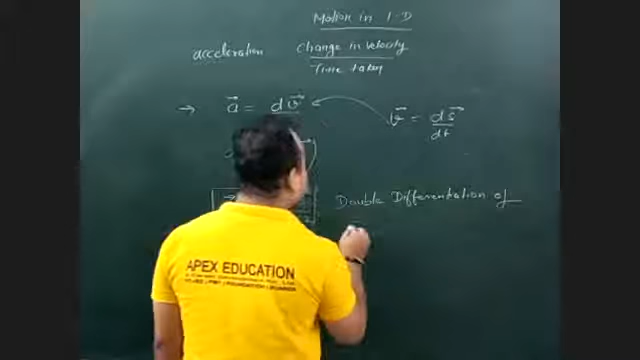 Motion in 1-D
acceleration Change in velocity
Time taken
→ a⃗ = dv⃗
v⃗ = ds⃗
dt
Double Differentiation of
APEX EDUCATION